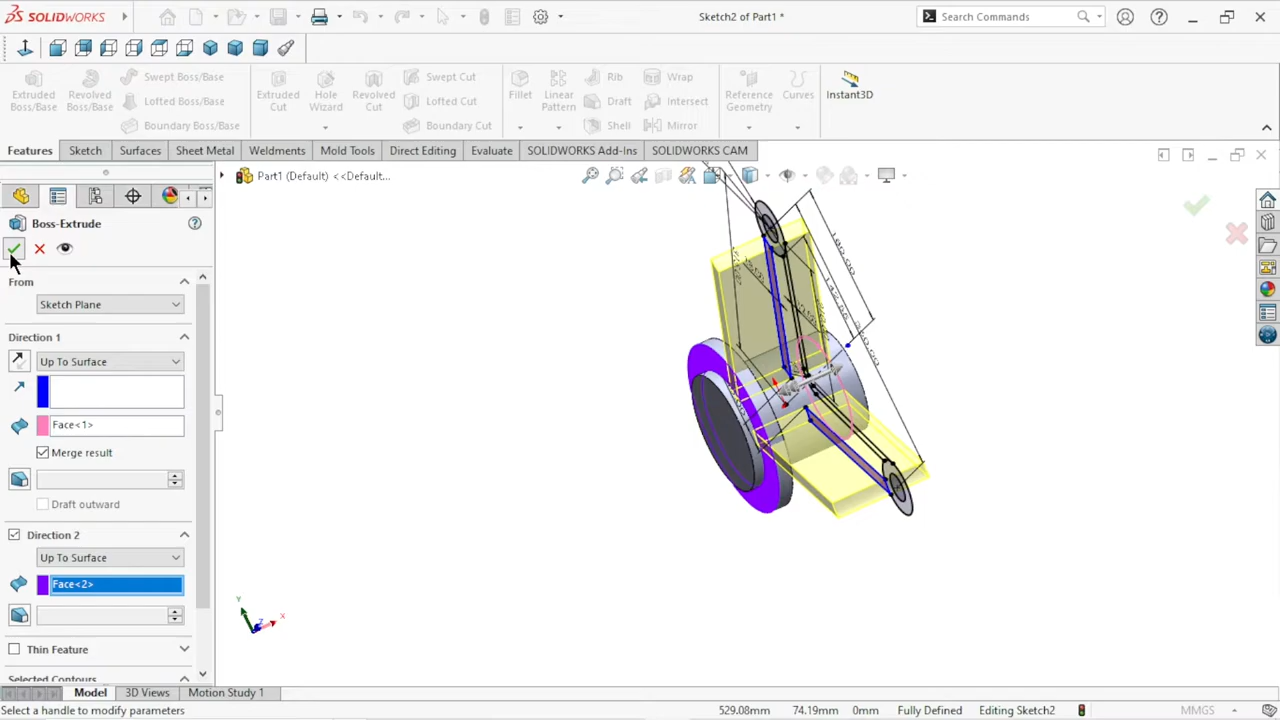 SOLIDWORKS
Sketch2 of Part1 *
Search Commands
Extruded Boss/Base
Revolved Boss/Base
Swept Boss/Base
Lofted Boss/Base
Boundary Boss/Base
Extruded Cut
Hole Wizard
Revolved Cut
Swept Cut
Lofted Cut
Boundary Cut
Fillet
Linear Pattern
Rib
Draft
Shell
Wrap
Intersect
Mirror
Reference Geometry
Curves
Instant3D
Features
Sketch
Surfaces
Sheet Metal
Weldments
Mold Tools
Direct Editing
Evaluate
SOLIDWORKS Add-Ins
SOLIDWORKS CAM
Part1 (Default) <<Default...
Boss-Extrude
From
Sketch Plane
Direction 1
Up To Surface
Face<1>
Merge result
Draft outward
Direction 2
Up To Surface
Face<2>
Thin Feature
Selected Contours
180.00
Y
X
Z
Model
3D Views
Motion Study 1
Select a handle to modify parameters
529.08mm
74.19mm
0mm
Fully Defined
Editing Sketch2
MMGS